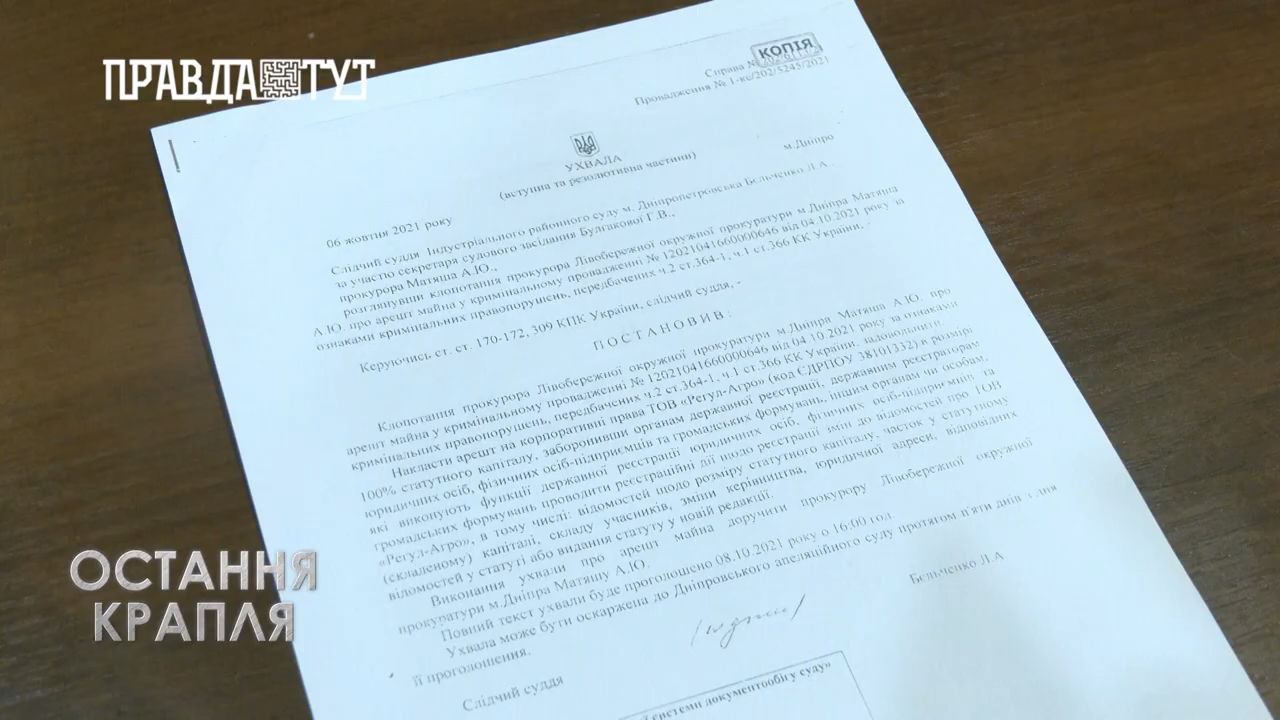 ПРАВДА ТУТ
КОПІЯ
Справа №
Провадження № 1-кс/202/5245/2021
УХВАЛА
(вступна та резолютивна частини)
06 жовтня 2021 року м.Дніпро
Слідчий суддя Індустріального районного суду м. Дніпропетровська Бєльченко Л.А.,
за участю секретаря судового засідання Булгакової Г.В.,
прокурора Матяша А.Ю.,
розглянувши клопотання прокурора Лівобережної окружної прокуратури м.Дніпра Матяша
А.Ю. про арешт майна у кримінальному провадженні № 12021041660000646 від 04.10.2021 року за
ознаками кримінальних правопорушень, передбачених ч.2 ст.364-1, ч.1 ст.366 КК України, -
Керуючись ст. ст. 170-172, 309 КПК України, слідчий суддя, -
ПОСТАНОВИВ:
Клопотання прокурора Лівобережної окружної прокуратури м.Дніпра Матяша А.Ю. про
арешт майна у кримінальному провадженні № 12021041660000646 від 04.10.2021 року за ознаками
кримінальних правопорушень, передбачених ч.2 ст.364-1, ч.1 ст.366 КК України, задовольнити.
Накласти арешт на корпоративні права ТОВ «Регул-Агро» (код ЄДРПОУ 38101332) в розмірі
100% статутного капіталу, заборонивши органам державної реєстрації, державним реєстраторам
юридичних осіб, фізичних осіб-підприємців та громадських формувань, іншим органам чи особам,
які виконують функції державної реєстрації юридичних осіб, фізичних осіб-підприємців та
громадських формувань проводити реєстраційні дії щодо реєстрації змін до відомостей про ТОВ
«Регул-Агро», в тому числі: відомостей щодо розміру статутного капіталу, часток у статутному
(складеному) капіталі, складу учасників, зміни керівництва, юридичної адреси, відповідних
відомостей у статуті або видання статуту у новій редакції.
Виконання ухвали про арешт майна доручити прокурору Лівобережної окружної
прокуратури м.Дніпра Матяшу А.Ю.
Повний текст ухвали буде проголошено 08.10.2021 року о 16:00 год
Ухвала може бути оскаржена до Дніпровського апеляційного суду протягом п'яти днів з дня
її проголошення.
Слідчий суддя Бєльченко Л.А
системи документообігу суду»
ОСТАННЯ
КРАПЛЯ